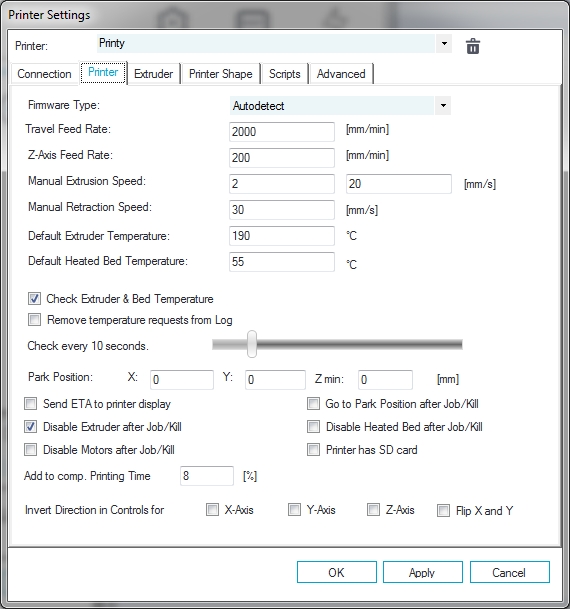 Printer Settings
Printer: Printy
Connection Printer Extruder Printer Shape Scripts Advanced
Firmware Type: Autodetect
Travel Feed Rate: 2000 [mm/min]
Z-Axis Feed Rate: 200 [mm/min]
Manual Extrusion Speed: 2 20 [mm/s]
Manual Retraction Speed: 30 [mm/s]
Default Extruder Temperature: 190 °C
Default Heated Bed Temperature: 55 °C
Check Extruder & Bed Temperature
Remove temperature requests from Log
Check every 10 seconds.
Park Position: X: 0 Y: 0 Z min: 0 [mm]
Send ETA to printer display Go to Park Position after Job/Kill
Disable Extruder after Job/Kill Disable Heated Bed after Job/Kill
Disable Motors after Job/Kill Printer has SD card
Add to comp. Printing Time 8 [%]
Invert Direction in Controls for X-Axis Y-Axis Z-Axis Flip X and Y
OK Apply Cancel